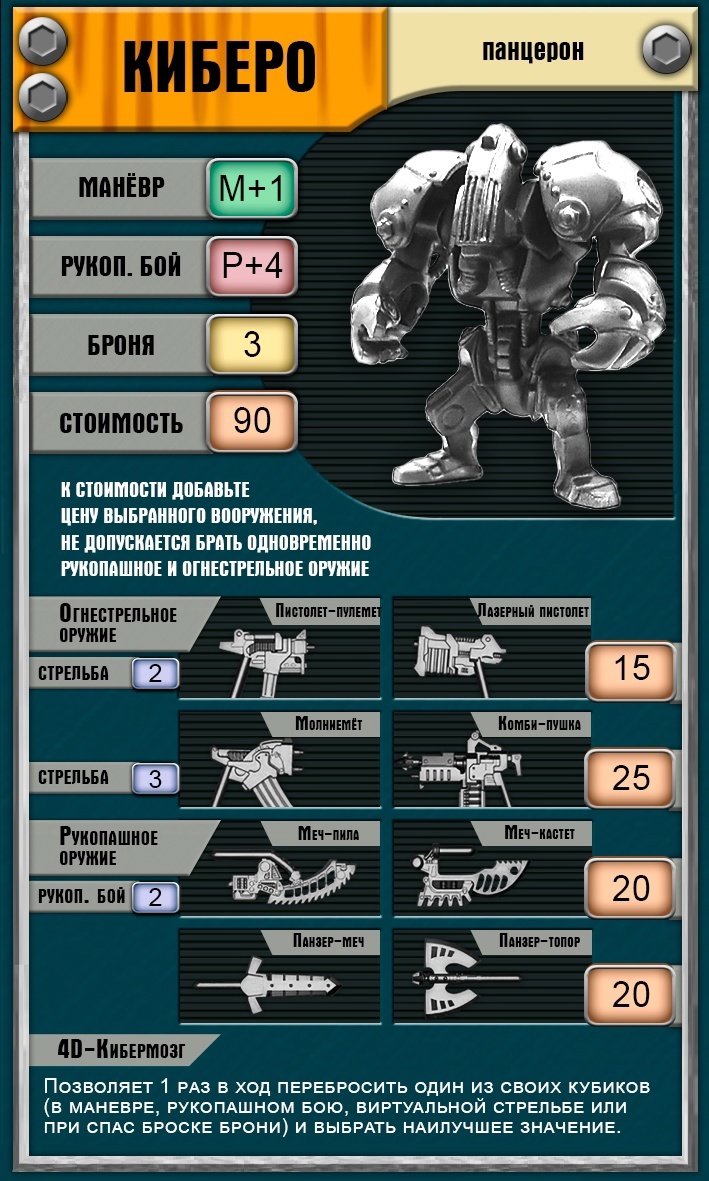 КИБЕРО
панцерон
МАНЁВР М+1
РУКОП. БОЙ Р+4
БРОНЯ 3
СТОИМОСТЬ 90
К СТОИМОСТИ ДОБАВЬТЕ
ЦЕНУ ВЫБРАННОГО ВООРУЖЕНИЯ,
НЕ ДОПУСКАЕТСЯ БРАТЬ ОДНОВРЕМЕННО
РУКОПАШНОЕ И ОГНЕСТРЕЛЬНОЕ ОРУЖИЕ
Огнестрельное
оружие
Пистолет-пулемет
Лазерный пистолет
СТРЕЛЬБА 2
15
Молниемёт
Комби-пушка
СТРЕЛЬБА 3
25
Рукопашное
оружие
Меч-пила
Меч-кастет
РУКОП. БОЙ 2
20
Панзер-меч
Панзер-топор
20
4D-Кибермозг
Позволяет 1 раз в ход перебросить один из своих кубиков
(в маневре, рукопашном бою, виртуальной стрельбе или
при спас броске брони) и выбрать наилучшее значение.